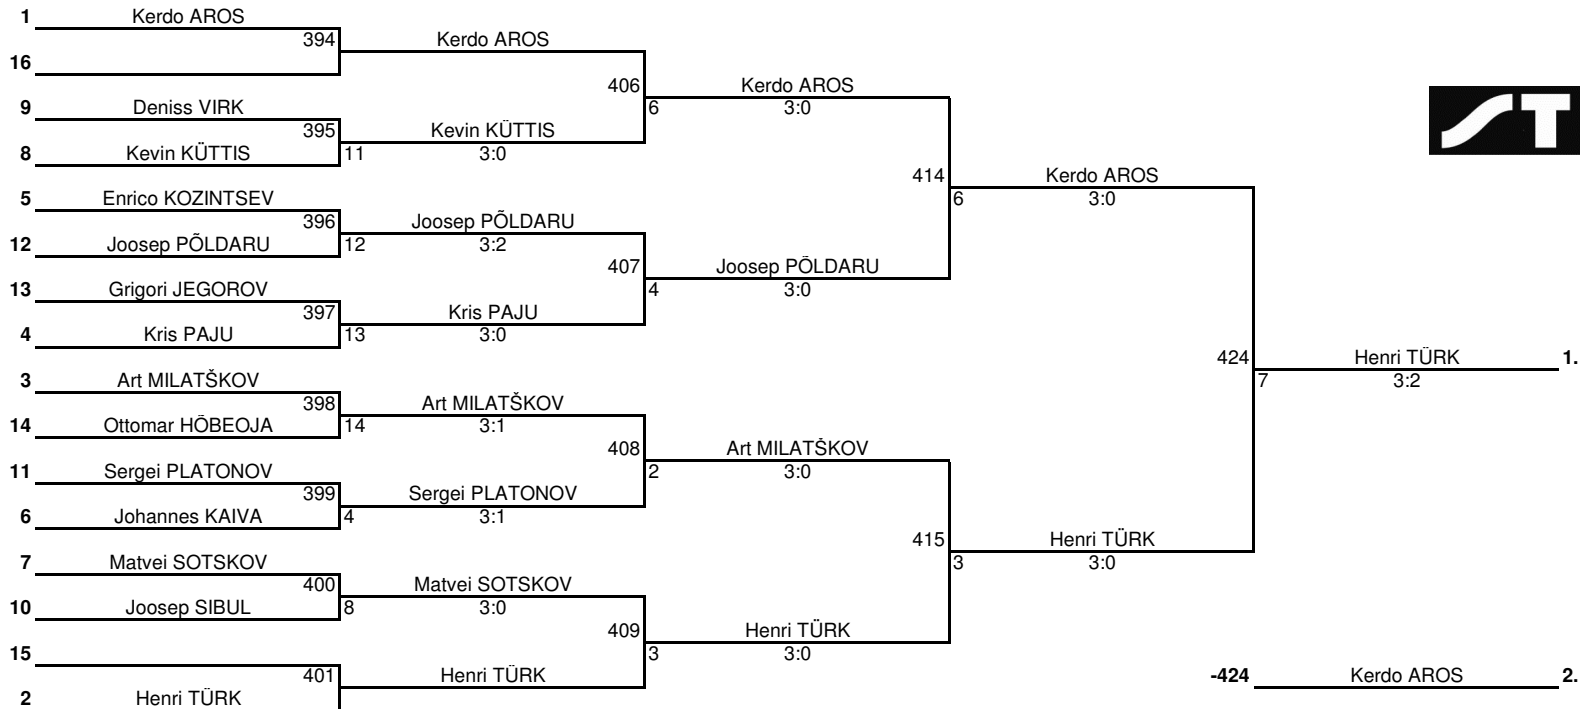 1 Kerdo AROS
394 Kerdo AROS
16
406 Kerdo AROS
6 3:0
9 Deniss VIRK
395 Kevin KÜTTIS
8 Kevin KÜTTIS 11 3:0
414 Kerdo AROS
6 3:0
5 Enrico KOZINTSEV
396 Joosep PÕLDARU
12 Joosep PÕLDARU 12 3:2
407 Joosep PÕLDARU
4 3:0
13 Grigori JEGOROV
397 Kris PAJU
4 Kris PAJU 13 3:0
424 Henri TÜRK 1.
7 3:2
3 Art MILATŠKOV
398 Art MILATŠKOV
14 Ottomar HÕBEOJA 14 3:1
408 Art MILATŠKOV
2 3:0
11 Sergei PLATONOV
399 Sergei PLATONOV
6 Johannes KAIVA 4 3:1
415 Henri TÜRK
3 3:0
7 Matvei SOTSKOV
400 Matvei SOTSKOV
10 Joosep SIBUL 8 3:0
409 Henri TÜRK
3 3:0
15
401 Henri TÜRK
2 Henri TÜRK
-424 Kerdo AROS 2.
ST